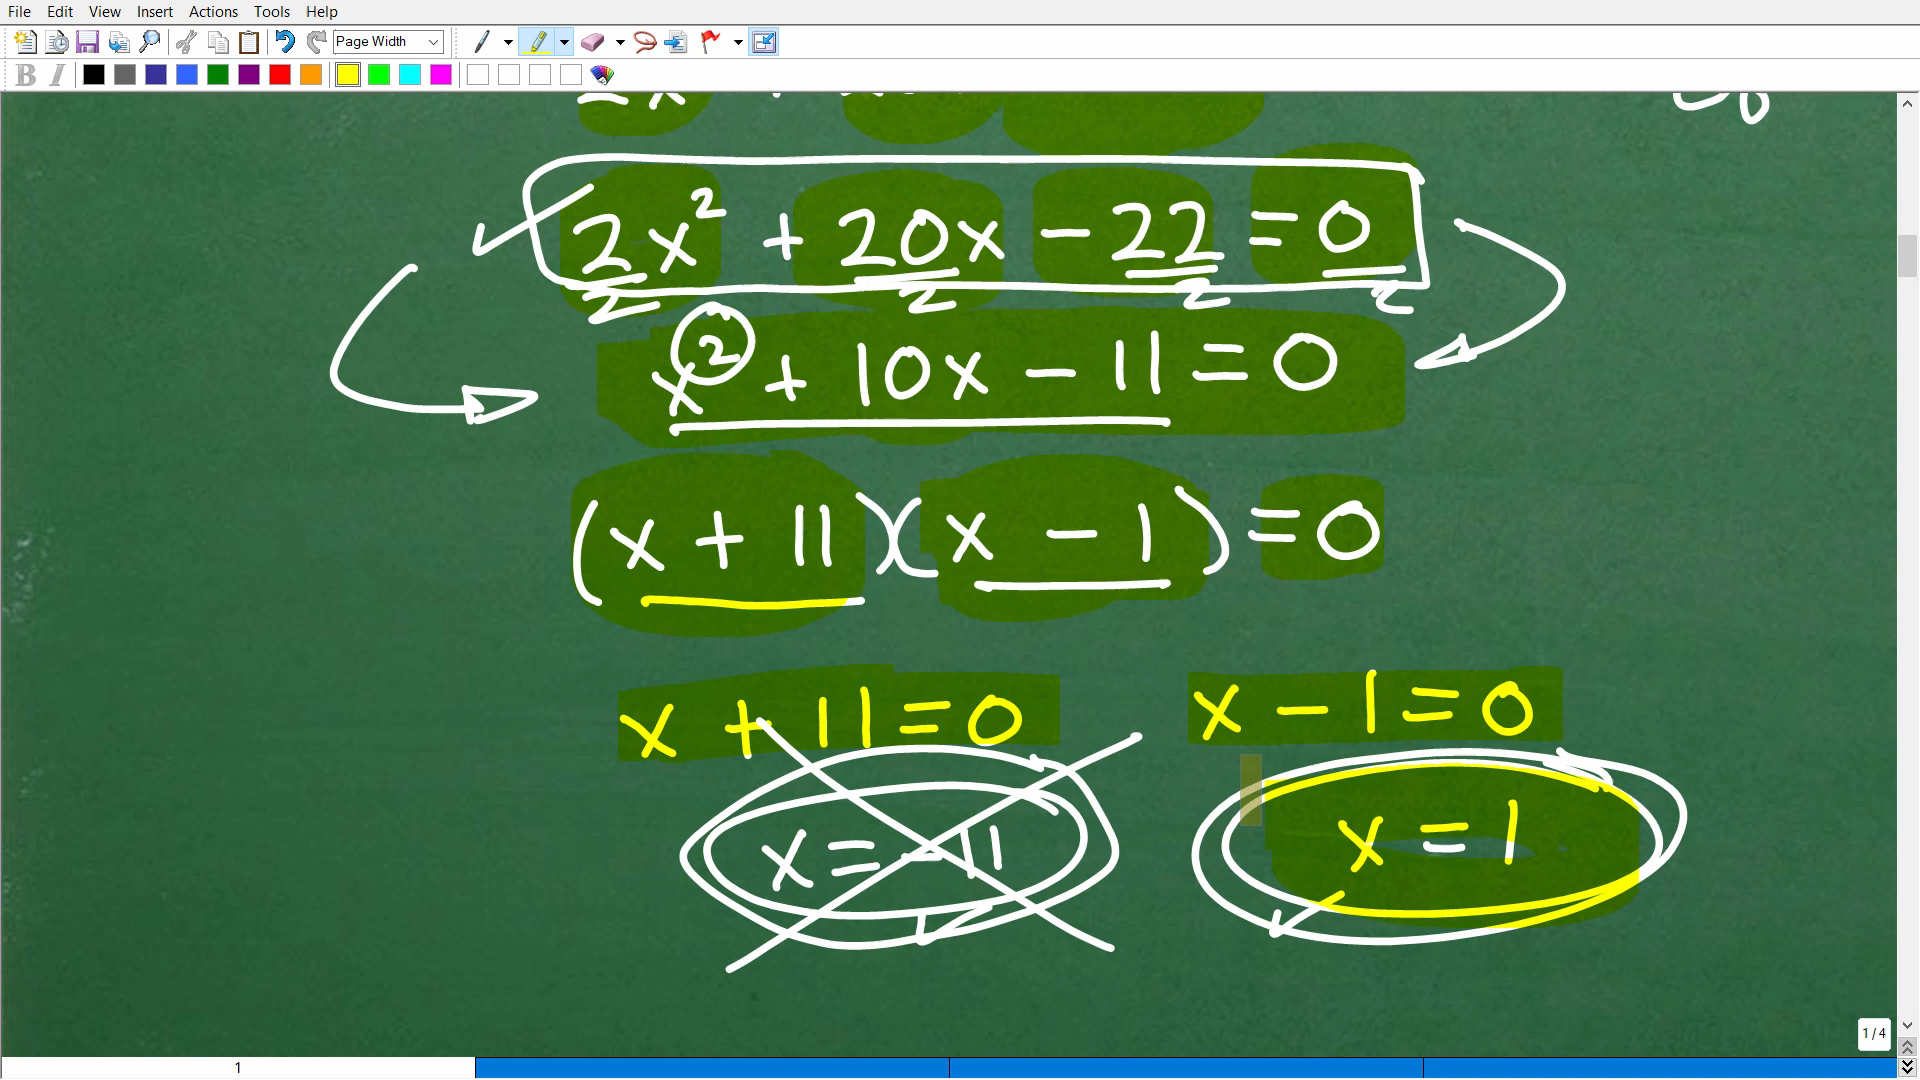 File Edit View Insert Actions Tools Help
Page Width
B I
2x² + 20x − 22 = 0
2 2 2 2
x² + 10x − 11 = 0
(x + 11)(x − 1) = 0
x + 11 = 0 x − 1 = 0
x = −11 x = 1
1 / 4
1